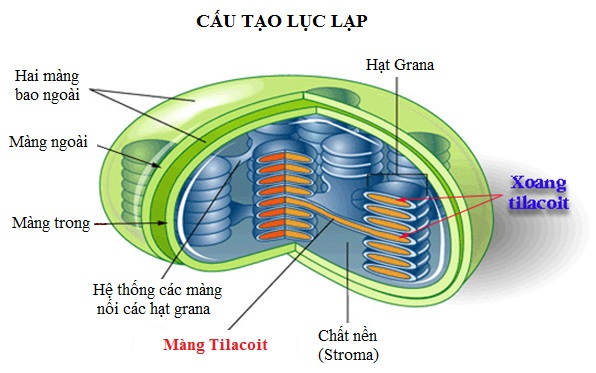 CẤU TẠO LỤC LẠP
Hai màng
bao ngoài
Hạt Grana
Màng ngoài
Xoang
tilacoit
Màng trong
Hệ thống các màng
nối các hạt grana
Màng Tilacoit
Chất nền
(Stroma)